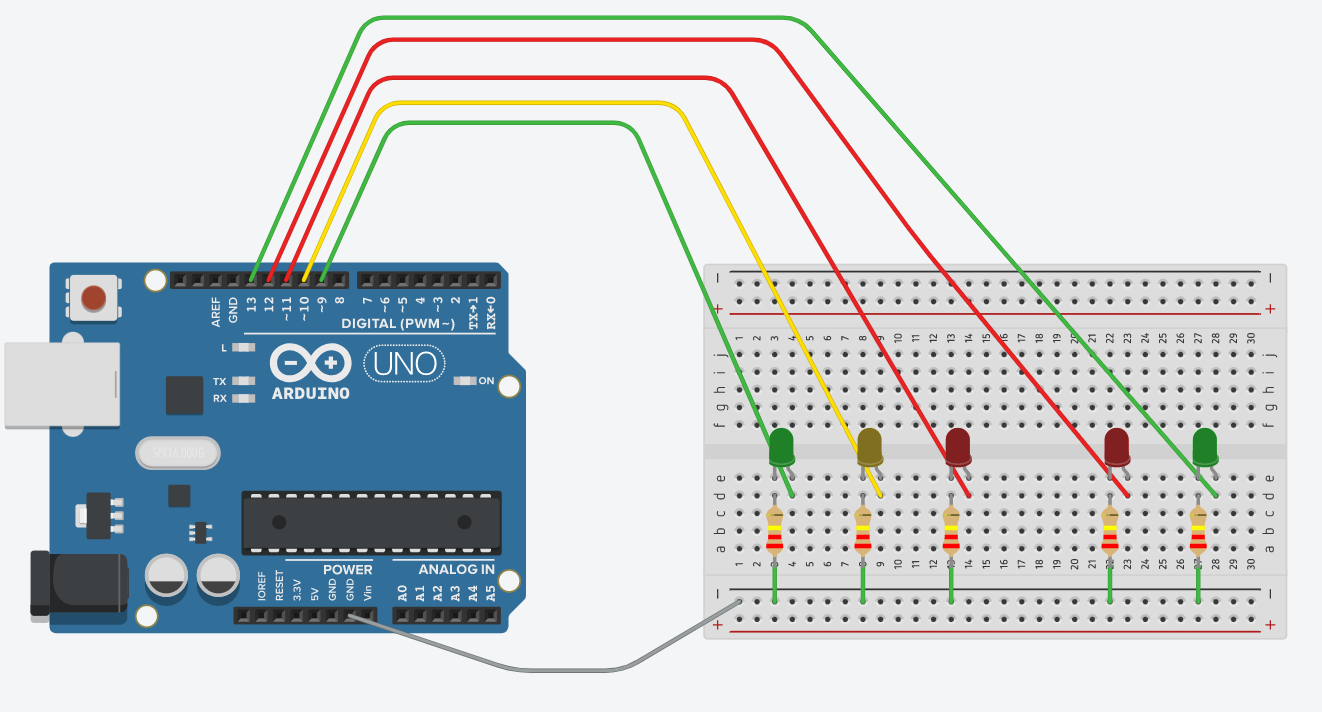 AREF
GND
13
12
~11
~10
~9
8
7
~6
~5
4
~3
2
TX→1
RX←0
DIGITAL (PWM~)
L
TX
RX
UNO
ARDUINO
ON
SPK16.000G
POWER
ANALOG IN
IOREF
RESET
3.3V
5V
GND
GND
Vin
A0
A1
A2
A3
A4
A5
− −
+ +
1 2 3 4 5 6 7 8 9 10 11 12 13 14 15 16 17 18 19 20 21 22 23 24 25 26 27 28 29 30
j j
i i
h h
g g
f f
e e
d d
c c
b b
a a
1 2 3 4 5 6 7 8 9 10 11 12 13 14 15 16 17 18 19 20 21 22 23 24 25 26 27 28 29 30
− −
+ +